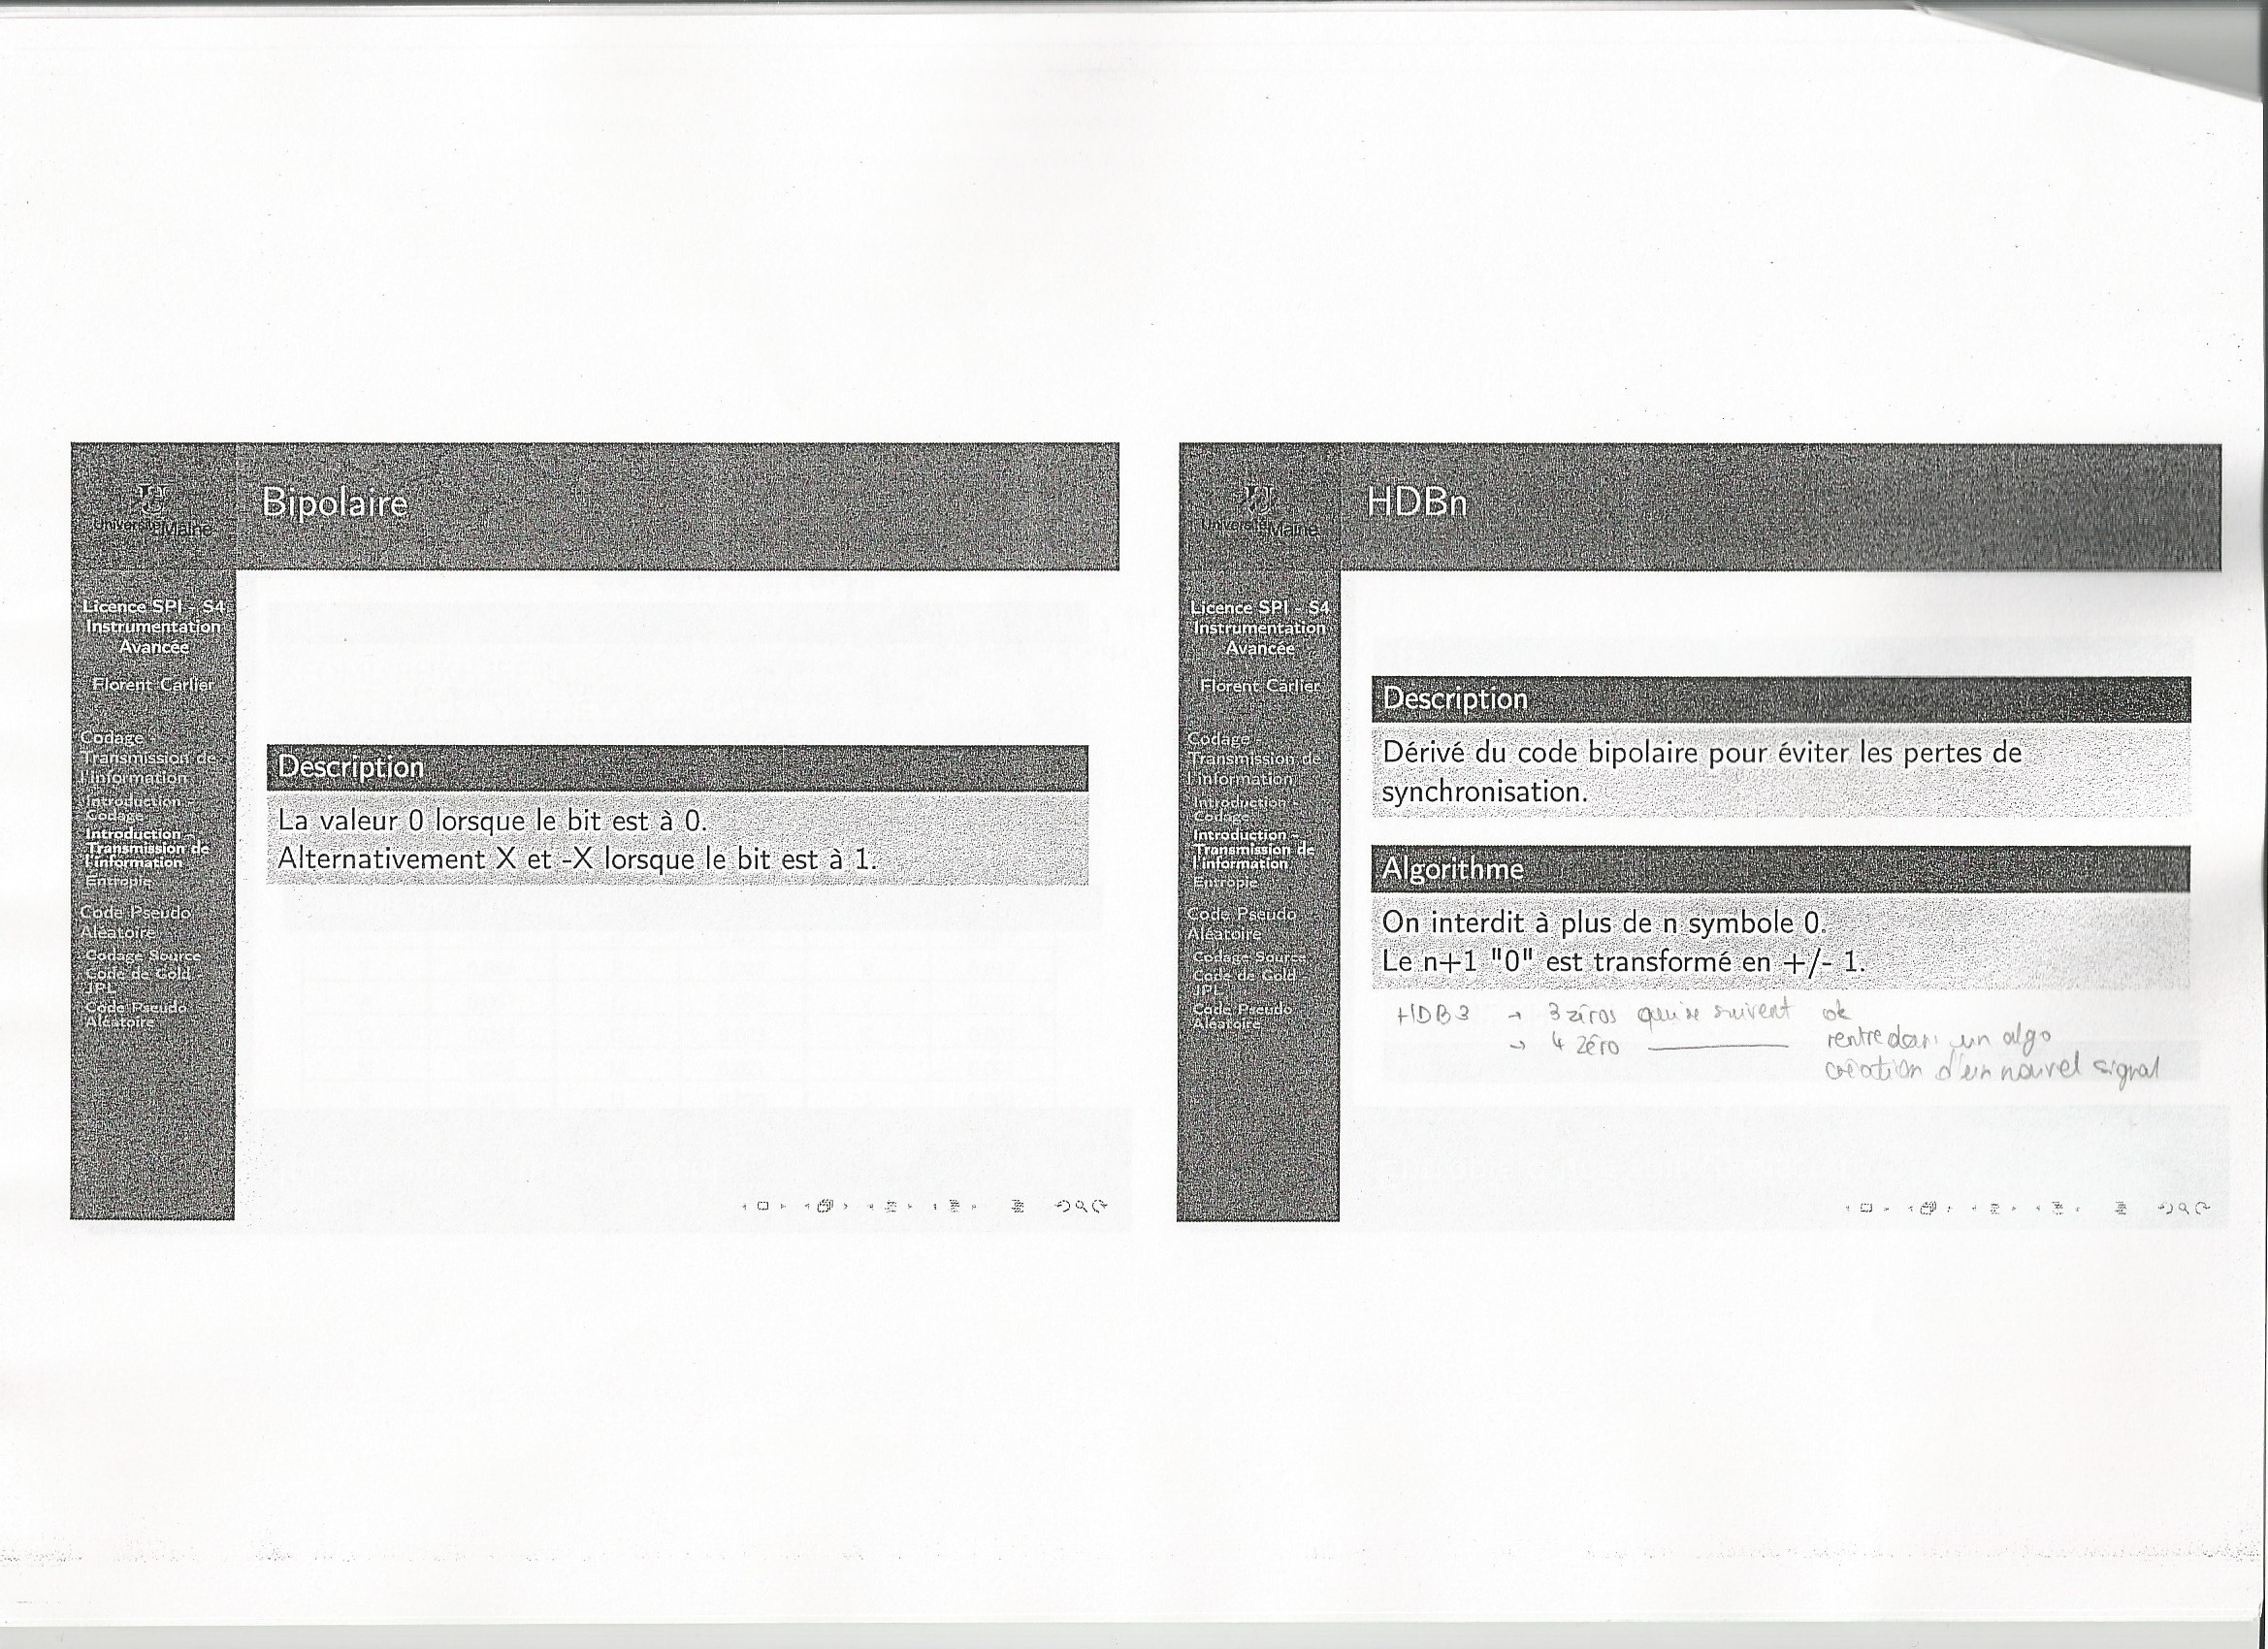 Université du Maine
Bipolaire
Licence SPI - S4
Instrumentation
Avancée
Florent Carlier
Codage -
Transmission de
l'information
Introduction -
Codage
Introduction -
Transmission de
l'information
Entropie
Code Pseudo
Aléatoire
Codage Source
Code de Gold,
JPL
Code Pseudo
Aléatoire
Description
La valeur 0 lorsque le bit est à 0.
Alternativement X et -X lorsque le bit est à 1.
Université du Maine
HDBn
Licence SPI - S4
Instrumentation
Avancée
Florent Carlier
Codage -
Transmission de
l'information
Introduction -
Codage
Introduction -
Transmission de
l'information
Entropie
Code Pseudo
Aléatoire
Codage Source
Code de Gold,
JPL
Code Pseudo
Aléatoire
Description
Dérivé du code bipolaire pour éviter les pertes de
synchronisation.
Algorithme
On interdit à plus de n symbole 0.
Le n+1 "0" est transformé en +/- 1.
HDB3 → 3 zéros qui se suivent ok
→ 4 zéro ——— rentre dans un algo
création d'un nouvel signal